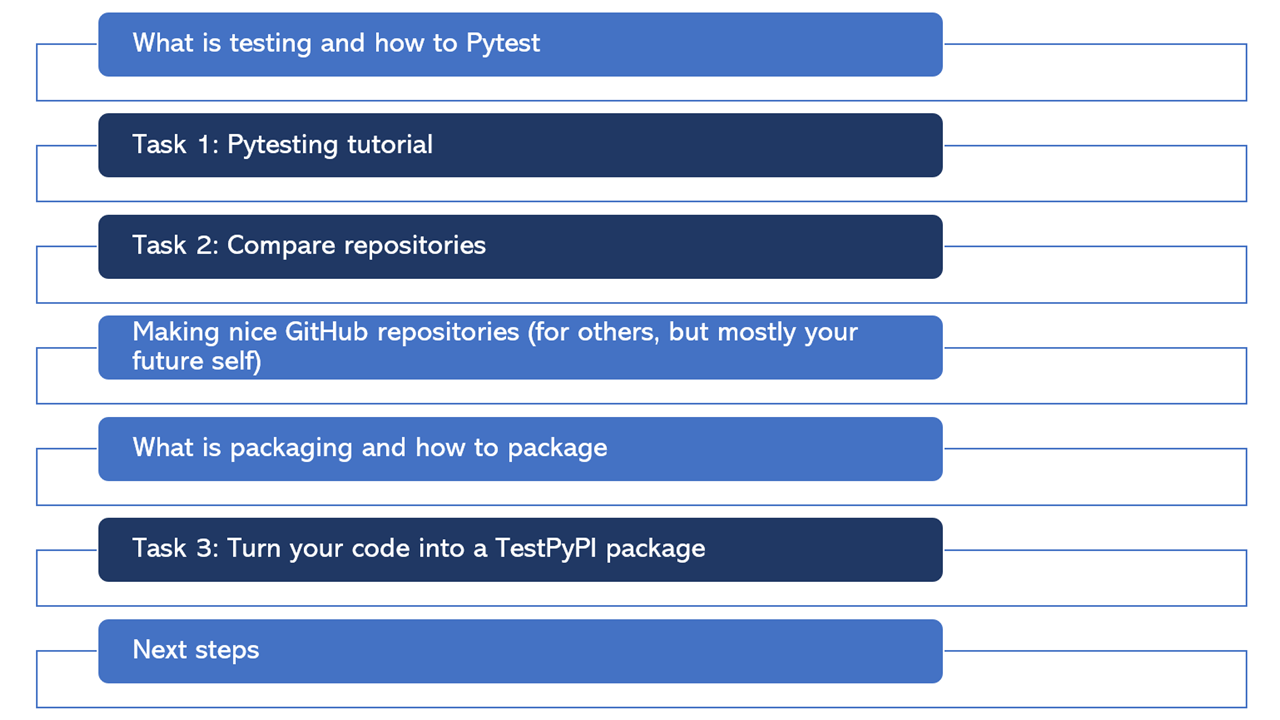 What is testing and how to Pytest
Task 1: Pytesting tutorial
Task 2: Compare repositories
Making nice GitHub repositories (for others, but mostly your
future self)
What is packaging and how to package
Task 3: Turn your code into a TestPyPI package
Next steps